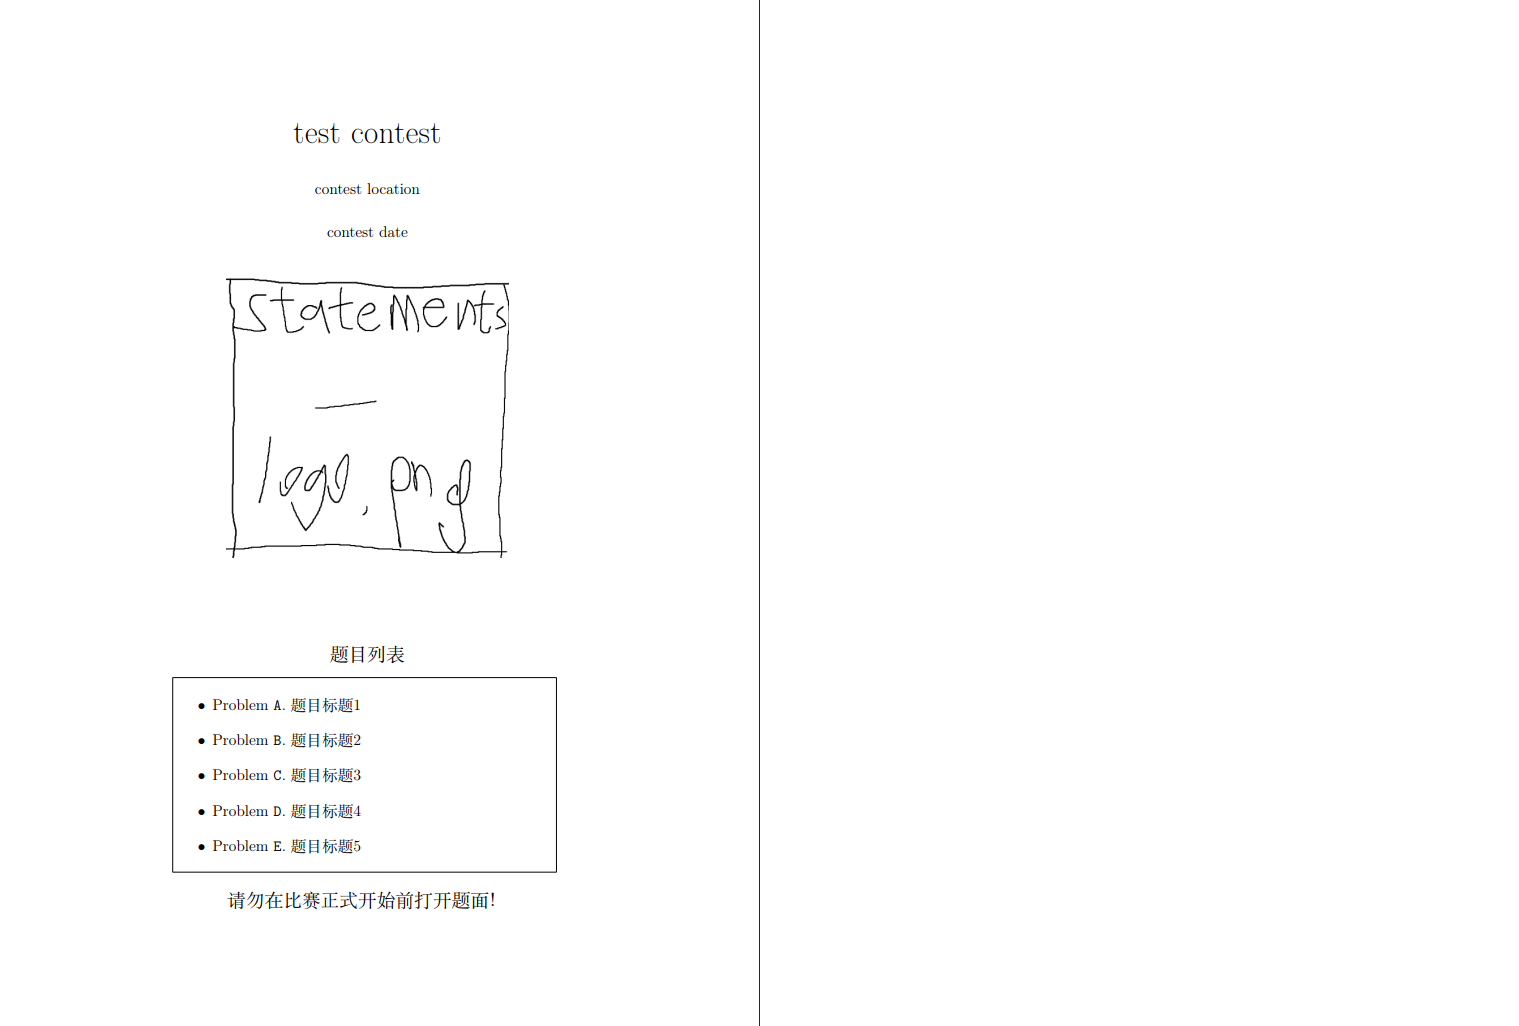 test contest
contest location
contest date
statements
—
logo.png
题目列表
• Problem A. 题目标题1
• Problem B. 题目标题2
• Problem C. 题目标题3
• Problem D. 题目标题4
• Problem E. 题目标题5
请勿在比赛正式开始前打开题面!